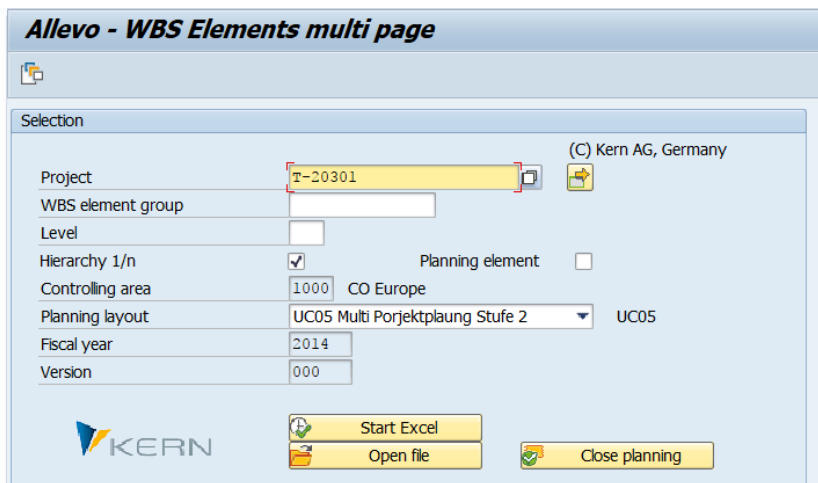 Allevo - WBS Elements multi page
Selection
(C) Kern AG, Germany
Project T-20301
WBS element group
Level
Hierarchy 1/n Planning element
Controlling area 1000 CO Europe
Planning layout UC05 Multi Porjektplaung Stufe 2 UC05
Fiscal year 2014
Version 000
KERN Start Excel
Open file Close planning